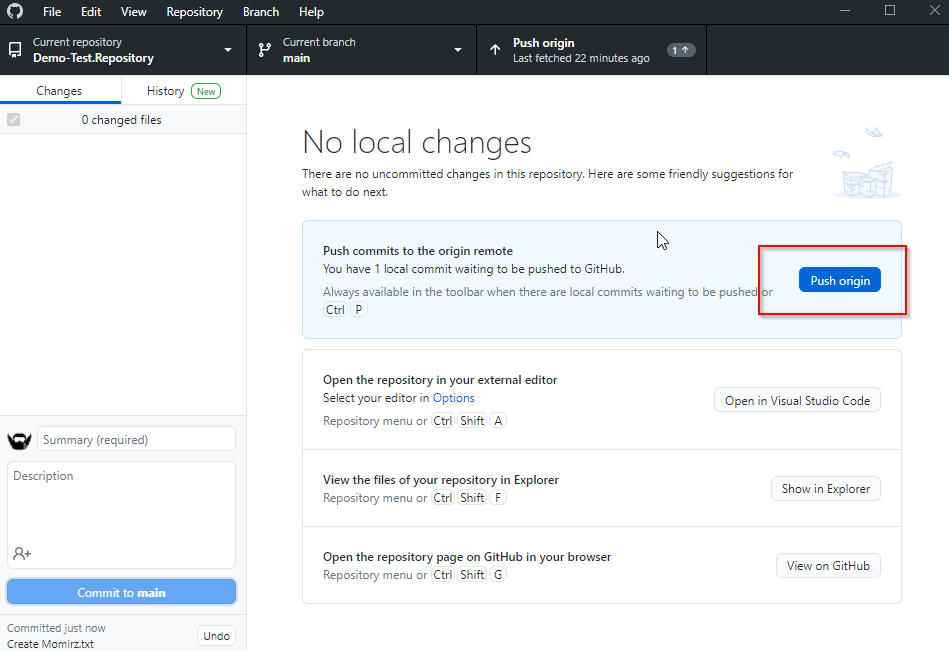 File Edit View Repository Branch Help
Current repository
Demo-Test.Repository
Current branch
main
Push origin
Last fetched 22 minutes ago
1
Changes
History New
0 changed files
No local changes
There are no uncommitted changes in this repository. Here are some friendly suggestions for
what to do next.
Push commits to the origin remote
You have 1 local commit waiting to be pushed to GitHub.
Always available in the toolbar when there are local commits waiting to be pushed or
Ctrl P
Push origin
Open the repository in your external editor
Select your editor in Options
Repository menu or Ctrl Shift A
Open in Visual Studio Code
View the files of your repository in Explorer
Repository menu or Ctrl Shift F
Show in Explorer
Open the repository page on GitHub in your browser
Repository menu or Ctrl Shift G
View on GitHub
Summary (required)
Description
Commit to main
Committed just now
Create Momirz.txt
Undo